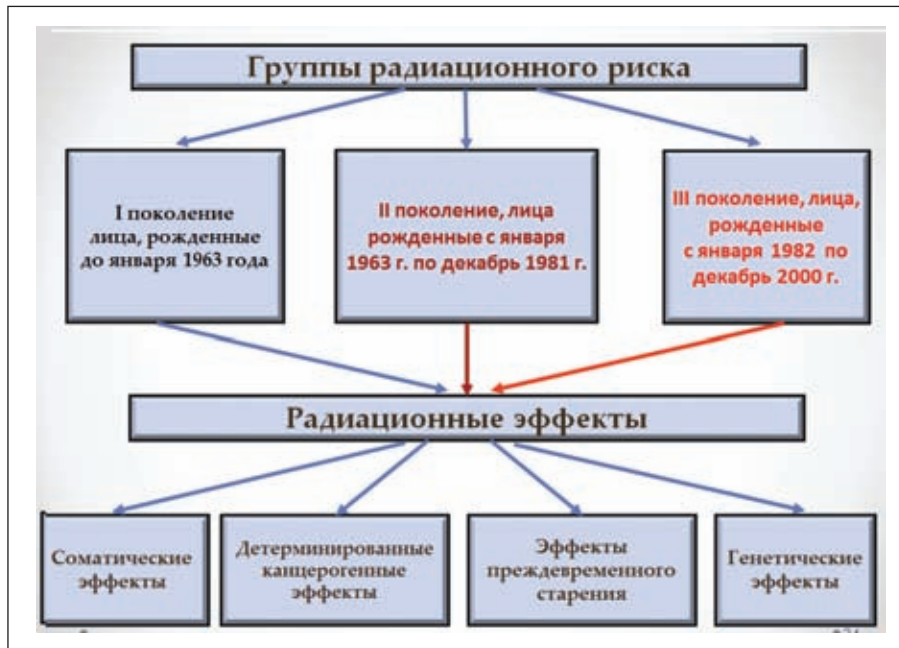 Группы радиационного риска
I поколение
лица, рожденные
до января 1963 года
II поколение, лица
рожденные с января
1963 г. по декабрь 1981 г.
III поколение, лица,
рожденные
с января 1982 по
декабрь 2000 г.
Радиационные эффекты
Соматические
эффекты
Детерминированные
канцерогенные
эффекты
Эффекты
преждевременного
старения
Генетические
эффекты